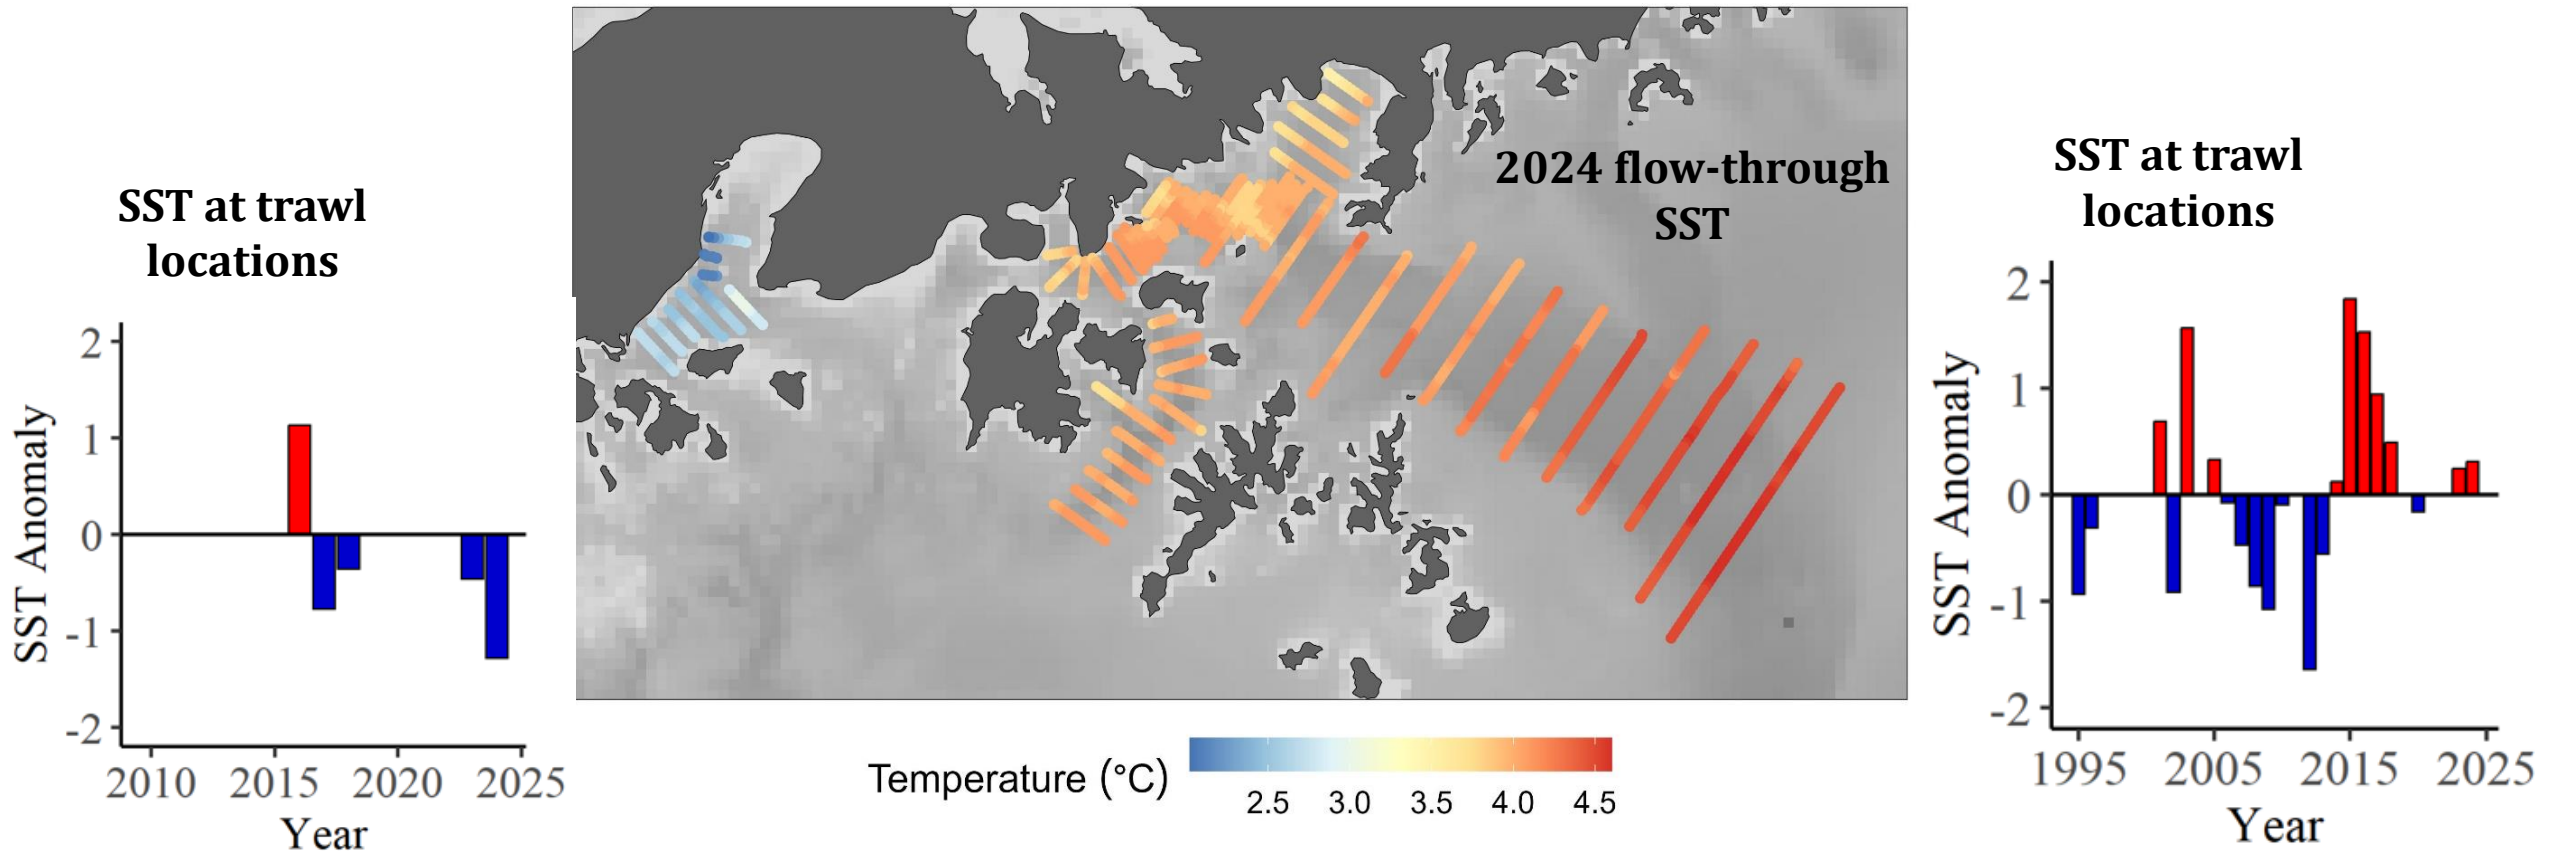 SST at trawl
locations
2
1
0
-1
-2
SST Anomaly
2010 2015 2020 2025
Year
2024 flow-through
SST
Temperature (°C)
2.5 3.0 3.5 4.0 4.5
SST at trawl
locations
2
1
0
-1
-2
SST Anomaly
1995 2005 2015 2025
Year